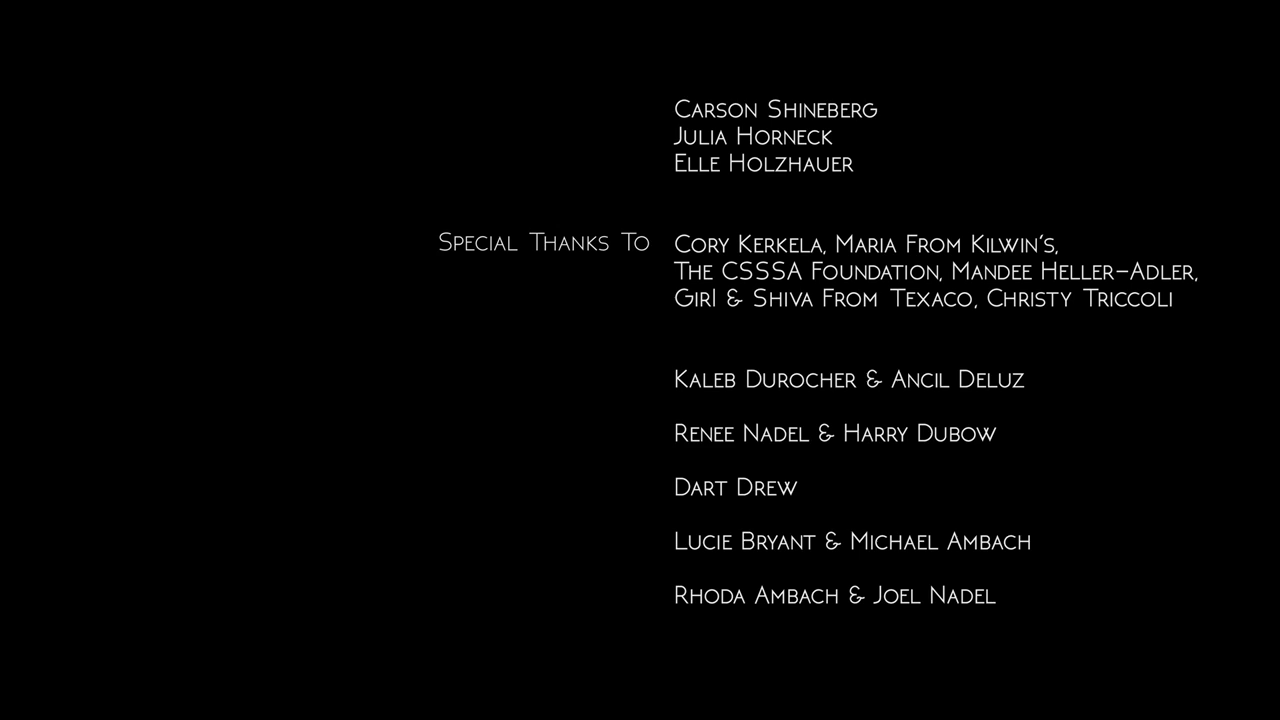 Carson Shineberg
Julia Horneck
Elle Holzhauer
Special Thanks To Cory Kerkela, Maria From Kilwin's,
The CSSSA Foundation, Mandee Heller-Adler,
Girl & Shiva From Texaco, Christy Triccoli
Kaleb Durocher & Ancil Deluz
Renee Nadel & Harry Dubow
Dart Drew
Lucie Bryant & Michael Ambach
Rhoda Ambach & Joel Nadel